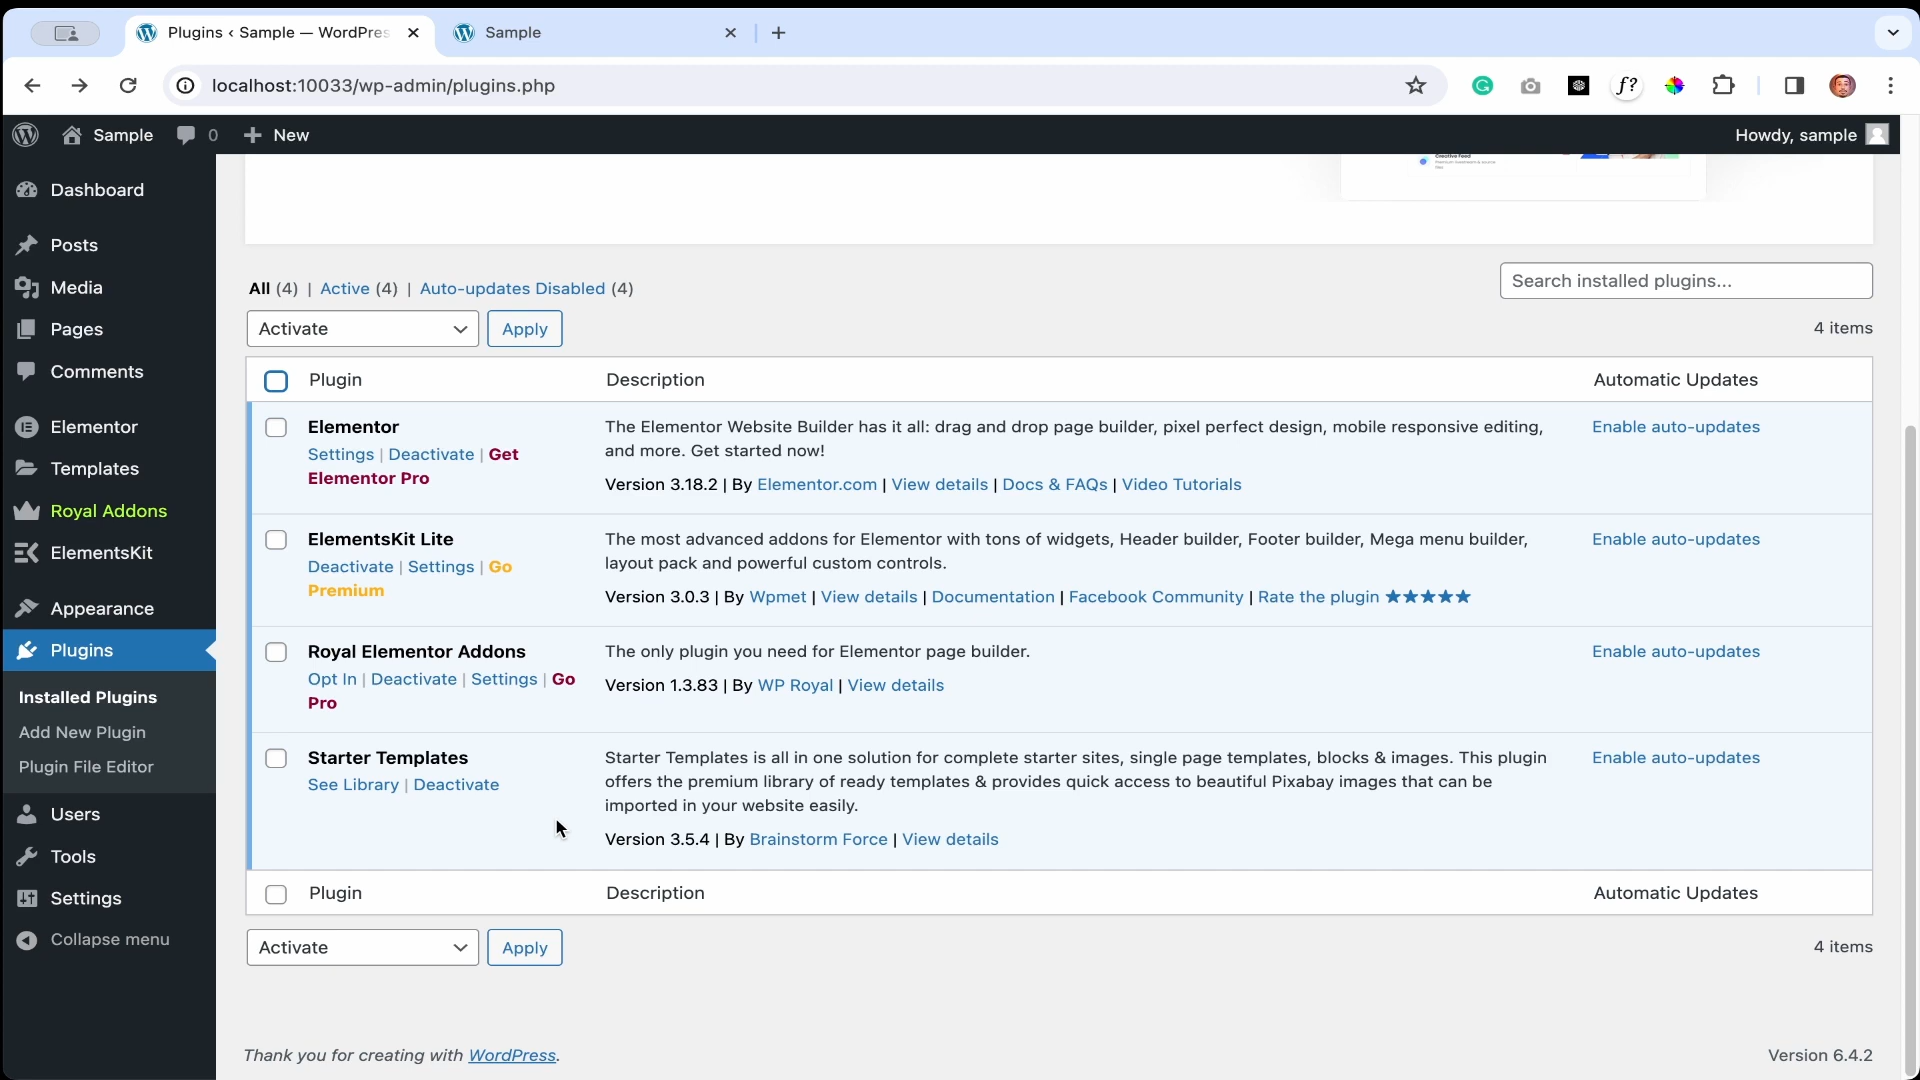 Plugins ‹ Sample — WordPres
Sample
localhost:10033/wp-admin/plugins.php
f?
Sample 0 New Howdy, sample
Creative Feed
Dashboard
Posts
Media
Pages
Comments
Elementor
Templates
Royal Addons
ElementsKit
Appearance
Plugins
Installed Plugins
Add New Plugin
Plugin File Editor
Users
Tools
Settings
Collapse menu
All (4) | Active (4) | Auto-updates Disabled (4)
Search installed plugins...
Activate Apply
4 items
Plugin Description Automatic Updates
Elementor
Settings | Deactivate | Get
Elementor Pro
The Elementor Website Builder has it all: drag and drop page builder, pixel perfect design, mobile responsive editing,
and more. Get started now!
Version 3.18.2 | By Elementor.com | View details | Docs & FAQs | Video Tutorials
Enable auto-updates
ElementsKit Lite
Deactivate | Settings | Go
Premium
The most advanced addons for Elementor with tons of widgets, Header builder, Footer builder, Mega menu builder,
layout pack and powerful custom controls.
Version 3.0.3 | By Wpmet | View details | Documentation | Facebook Community | Rate the plugin ★★★★★
Enable auto-updates
Royal Elementor Addons
Opt In | Deactivate | Settings | Go
Pro
The only plugin you need for Elementor page builder.
Version 1.3.83 | By WP Royal | View details
Enable auto-updates
Starter Templates
See Library | Deactivate
Starter Templates is all in one solution for complete starter sites, single page templates, blocks & images. This plugin
offers the premium library of ready templates & provides quick access to beautiful Pixabay images that can be
imported in your website easily.
Version 3.5.4 | By Brainstorm Force | View details
Enable auto-updates
Plugin Description Automatic Updates
Activate Apply
4 items
Thank you for creating with WordPress.
Version 6.4.2